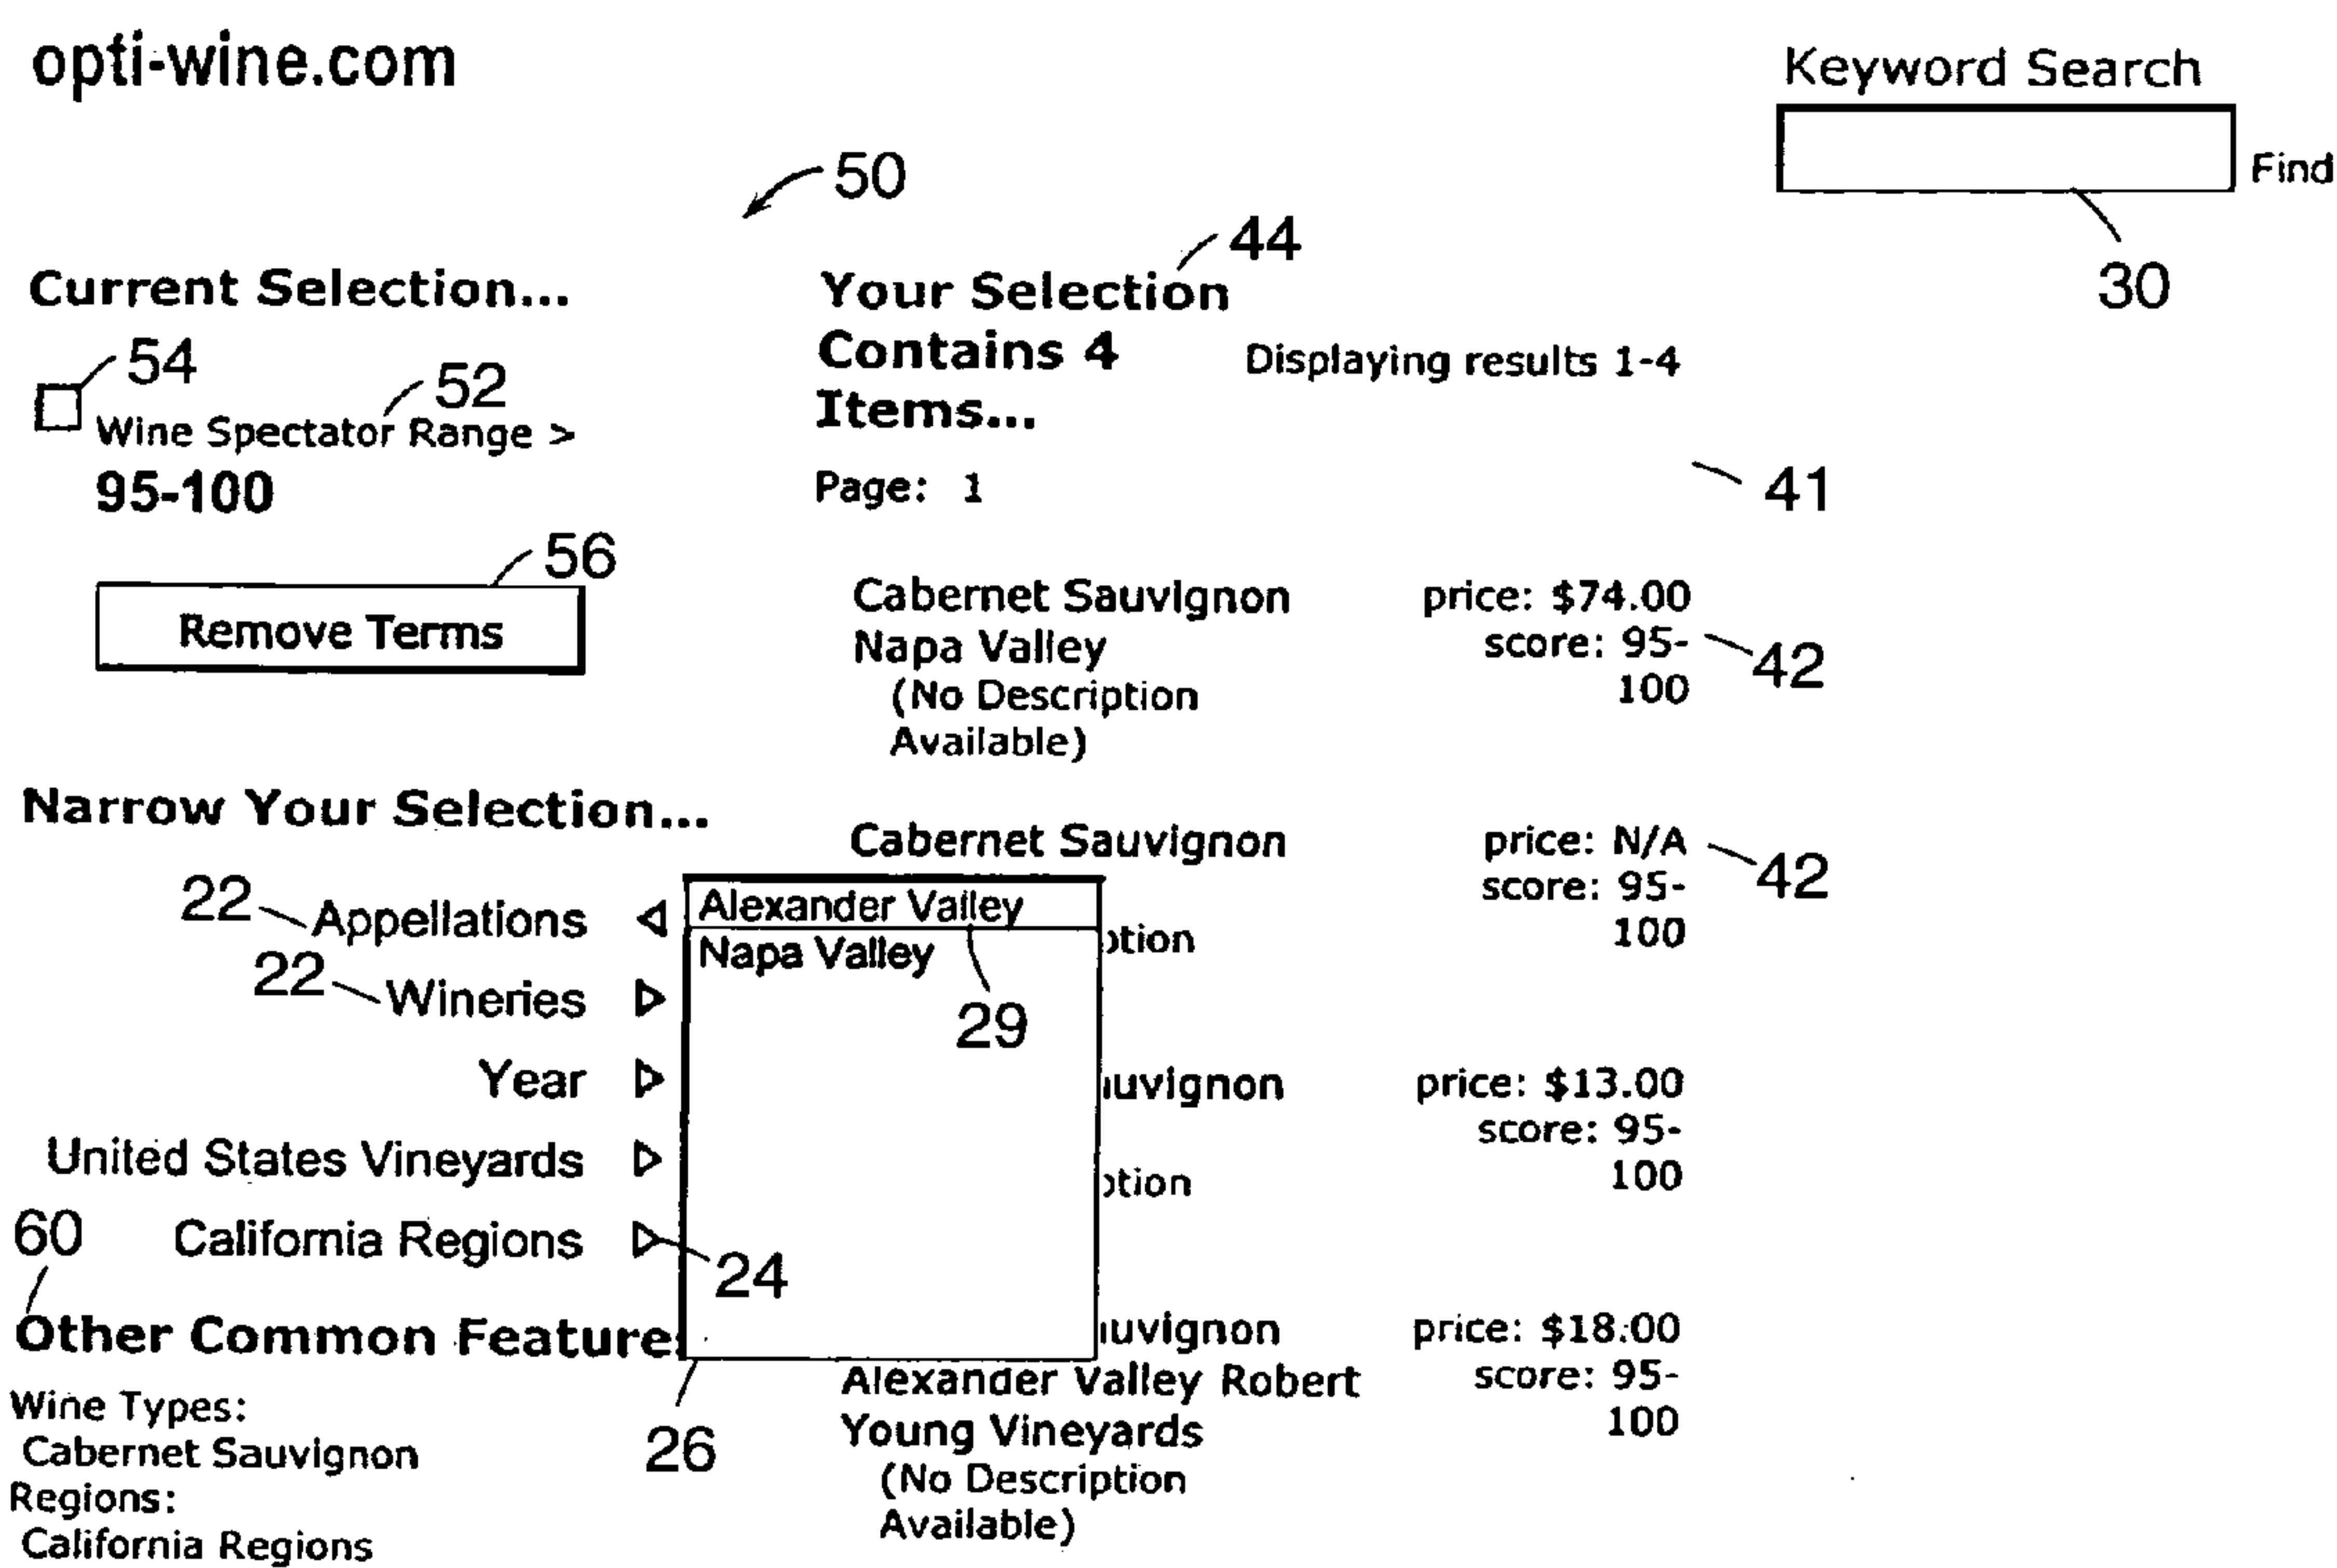 opti-wine.com
Keyword Search
Find
30
50
44
Current Selection...
54
52
Wine Spectator Range >
95-100
56
Remove Terms
Your Selection
Contains 4
Items...
Displaying results 1-4
Page: 1
41
Cabernet Sauvignon
Napa Valley
(No Description
Available)
price: $74.00
score: 95-
100
42
Narrow Your Selection...
22 Appellations
22 Wineries
Year
United States Vineyards
California Regions
24
Alexander Valley
Napa Valley
29
26
Cabernet Sauvignon
price: N/A
score: 95-
100
42
otion
uvignon
price: $13.00
score: 95-
100
otion
uvignon
Alexander Valley Robert
Young Vineyards
(No Description
Available)
price: $18.00
score: 95-
100
60
Other Common Feature
Wine Types:
Cabernet Sauvignon
Regions:
California Regions